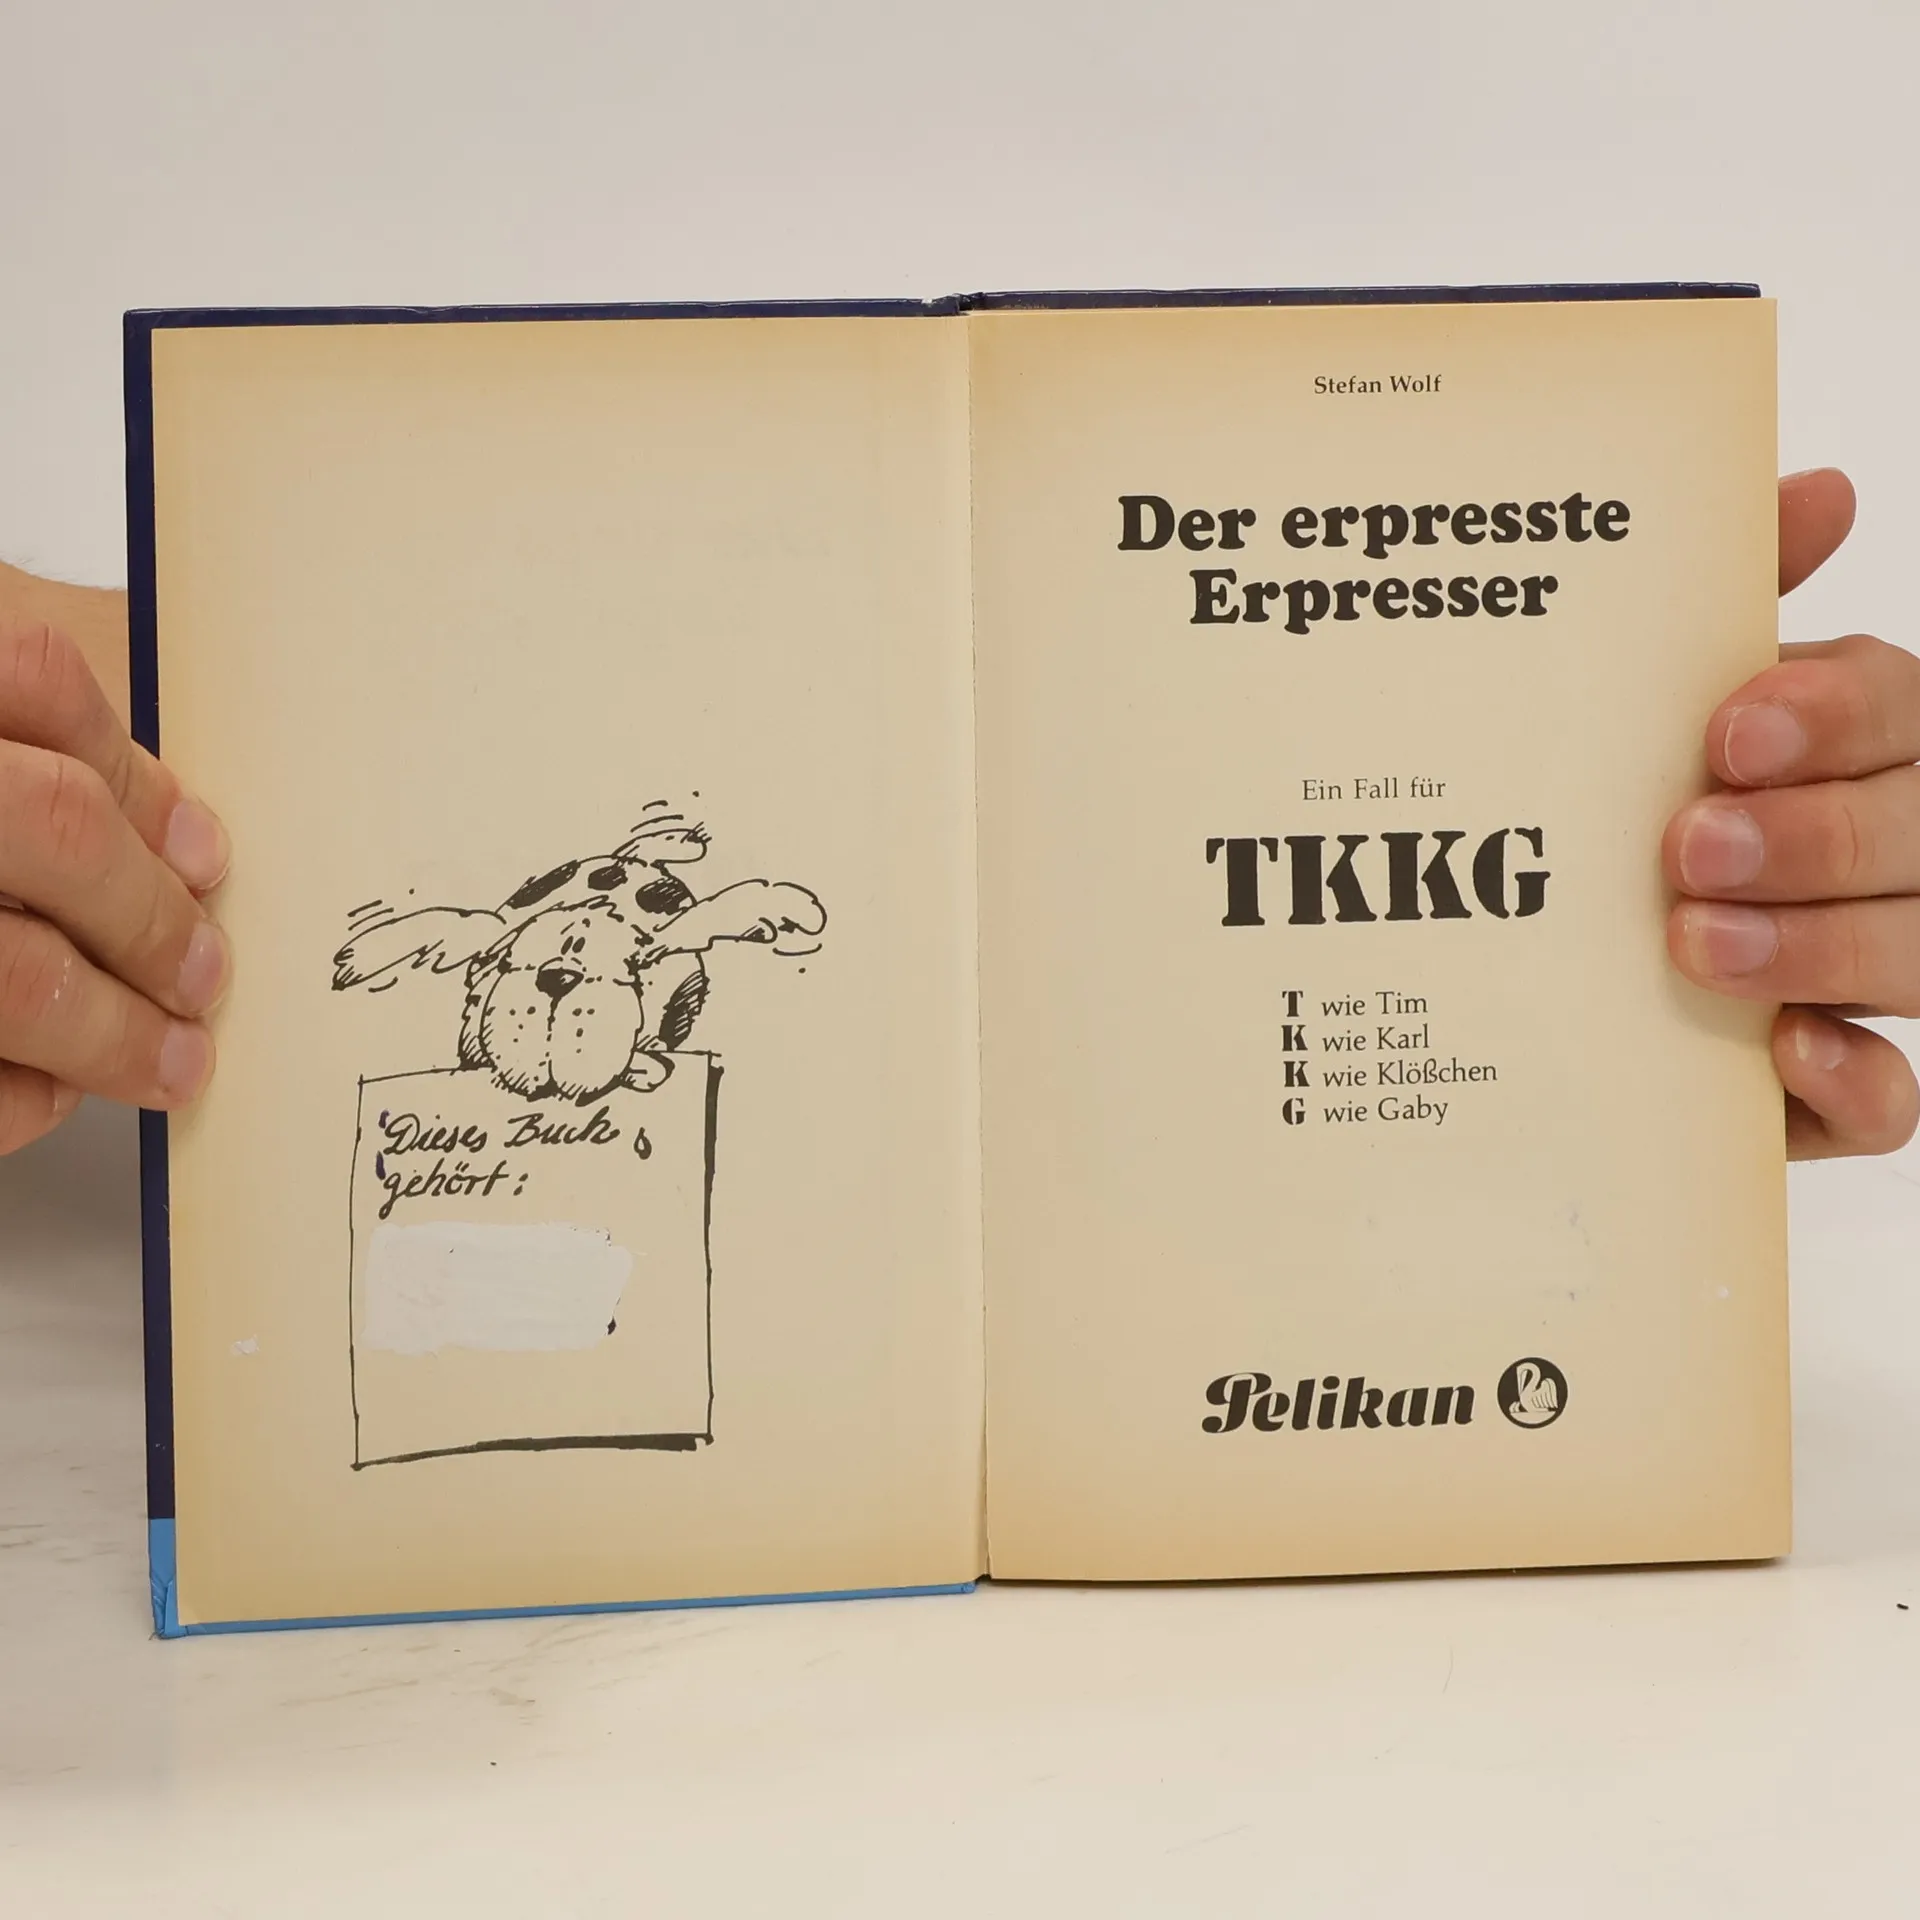 Dieses Buch
gehört:
Stefan Wolf
Der erpresste
Erpresser
Ein Fall für
TKKG
T wie Tim
K wie Karl
K wie Klößchen
G wie Gaby
Pelikan